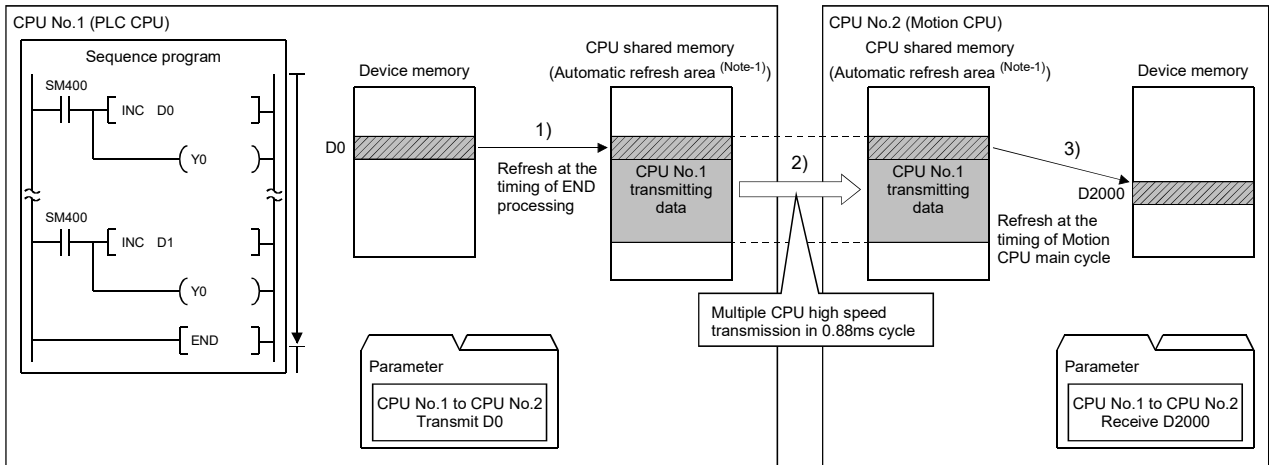 CPU No.1 (PLC CPU)
Sequence program
SM400
INC D0
Y0
SM400
INC D1
Y0
END
Device memory
D0
1)
Refresh at the
timing of END
processing
CPU shared memory
(Automatic refresh area (Note-1))
CPU No.1
transmitting
data
Parameter
CPU No.1 to CPU No.2
Transmit D0
2)
Multiple CPU high speed
transmission in 0.88ms cycle
CPU No.2 (Motion CPU)
CPU shared memory
(Automatic refresh area (Note-1))
CPU No.1
transmitting
data
3)
Refresh at the
timing of Motion
CPU main cycle
Device memory
D2000
Parameter
CPU No.1 to CPU No.2
Receive D2000